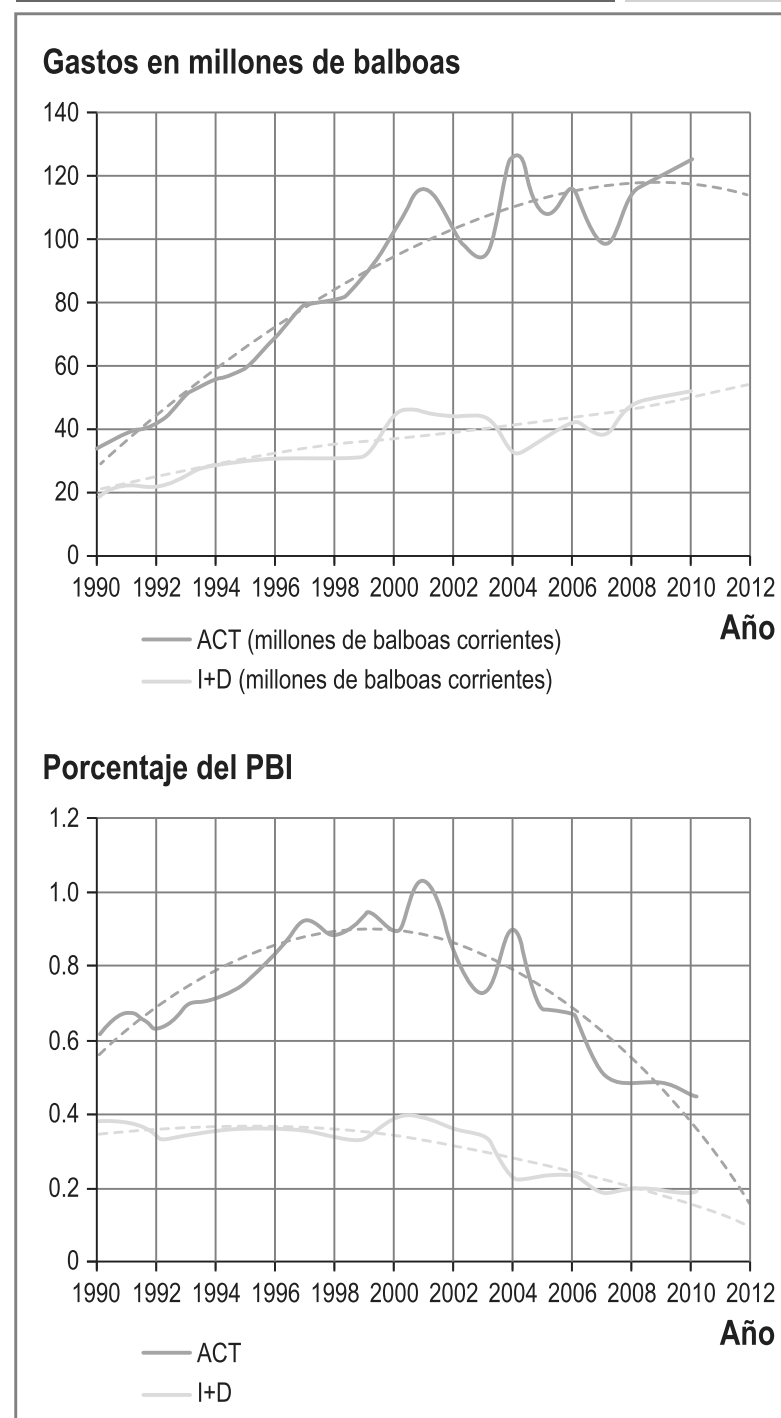 Gastos en millones de balboas
140
120
100
80
60
40
20
0
1990 1992 1994 1996 1998 2000 2002 2004 2006 2008 2010 2012
Año
ACT (millones de balboas corrientes)
I+D (millones de balboas corrientes)
Porcentaje del PBI
1.2
1.0
0.8
0.6
0.4
0.2
0
1990 1992 1994 1996 1998 2000 2002 2004 2006 2008 2010 2012
Año
ACT
I+D